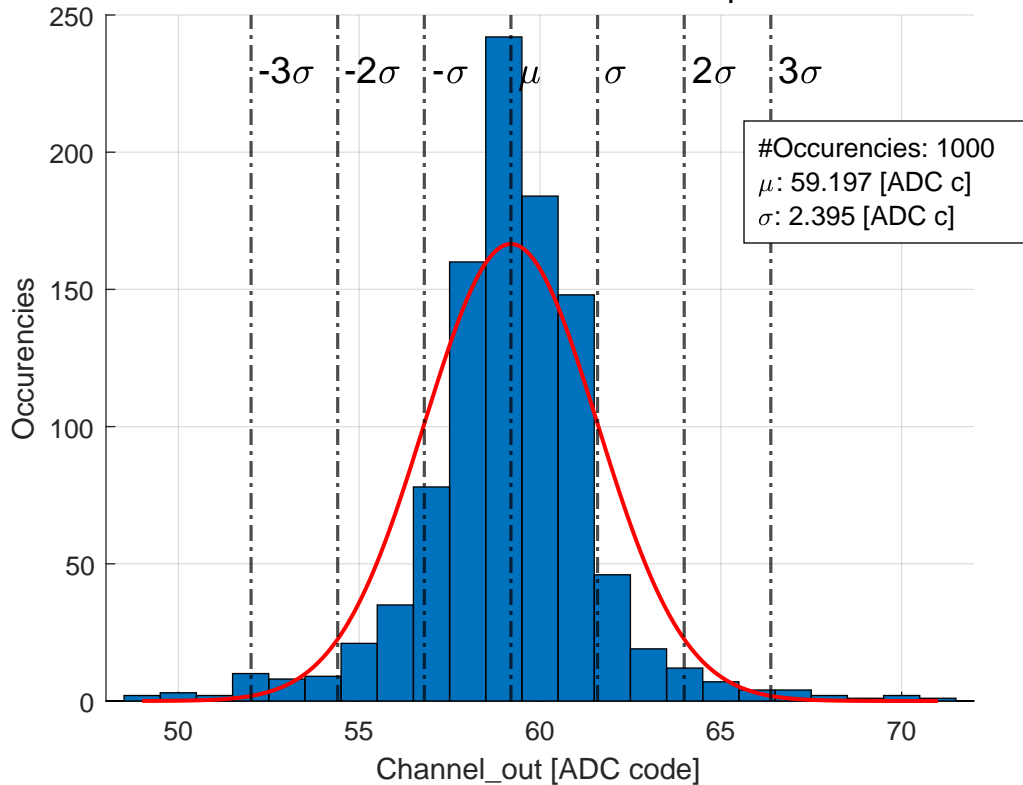 250
200
150
100
50
0
-3σ
-2σ
-σ
μ
σ
2σ
3σ
#Occurencies: 1000
μ: 59.197 [ADC c]
σ: 2.395 [ADC c]
Occurencies
50
55
60
65
70
Channel_out [ADC code]